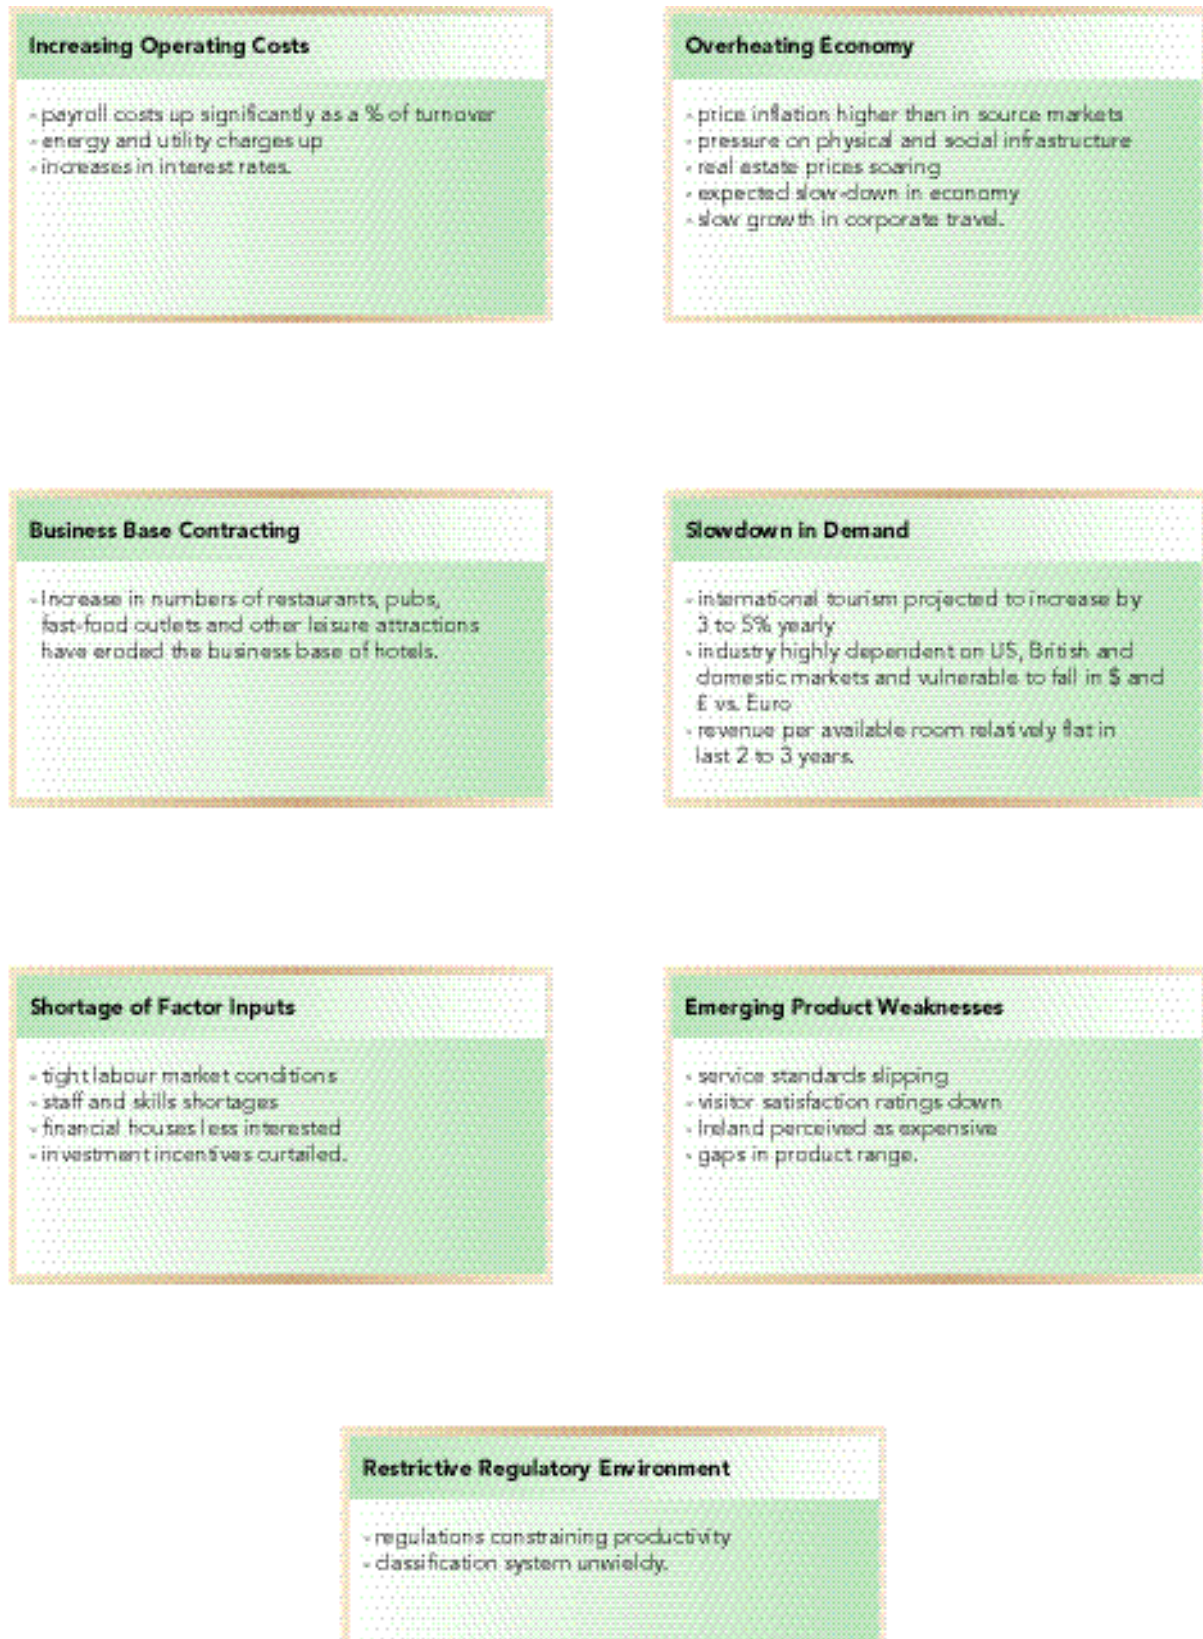 Increasing Operating Costs
- payroll costs up significantly as a % of turnover
- energy and utility charges up
- increases in interest rates.
Overheating Economy
- price inflation higher than in source markets
- pressure on physical and social infrastructure
- real estate prices soaring
- expected slow-down in economy
- slow growth in corporate travel.
Business Base Contracting
- Increase in numbers of restaurants, pubs,
fast-food outlets and other leisure attractions
have eroded the business base of hotels.
Slowdown in Demand
- international tourism projected to increase by
3 to 5% yearly
- industry highly dependent on US, British and
domestic markets and vulnerable to fall in $ and
£ vs. Euro
- revenue per available room relatively flat in
last 2 to 3 years.
Shortage of Factor Inputs
- tight labour market conditions
- staff and skills shortages
- financial houses less interested
- investment incentives curtailed.
Emerging Product Weaknesses
- service standards slipping
- visitor satisfaction ratings down
- Ireland perceived as expensive
- gaps in product range.
Restrictive Regulatory Environment
- regulations constraining productivity
- classification system unwieldy.